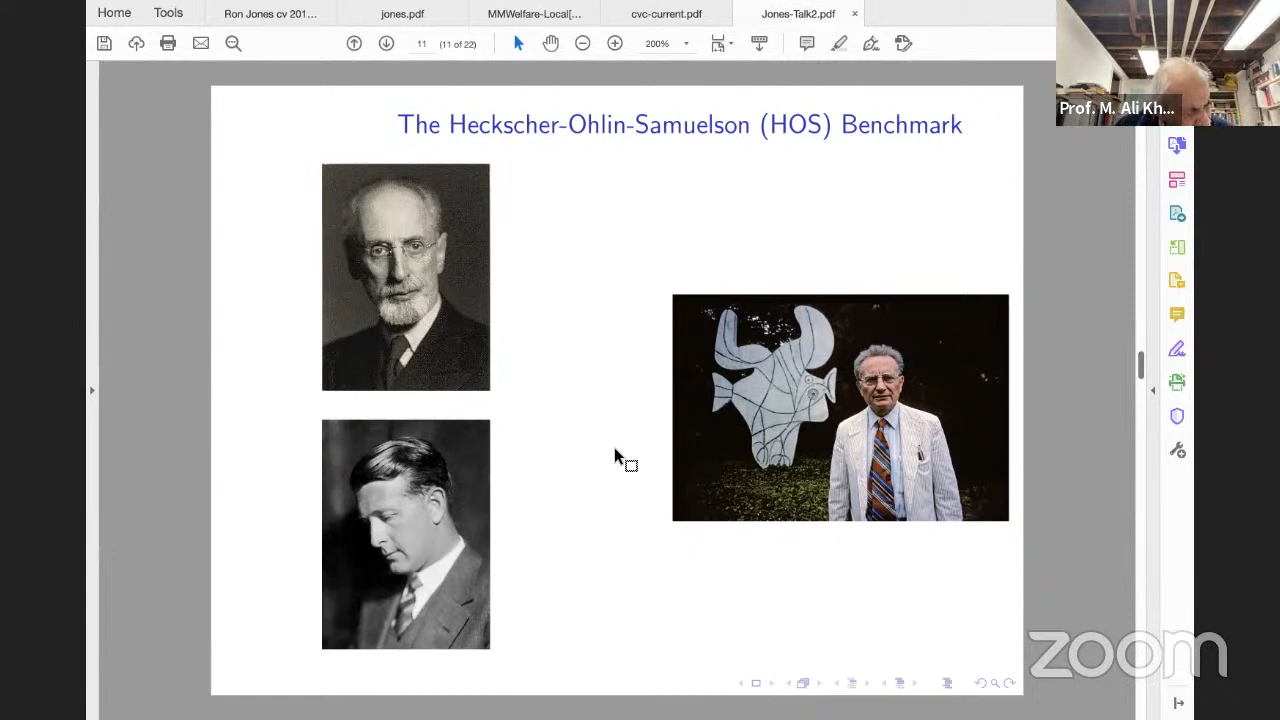 Home Tools Ron Jones cv 201... jones.pdf MMWelfare-Local[... cvc-current.pdf Jones-Talk2.pdf ×
11 (11 of 22) 200%
Prof. M. Ali Kh...
The Heckscher-Ohlin-Samuelson (HOS) Benchmark
zoom